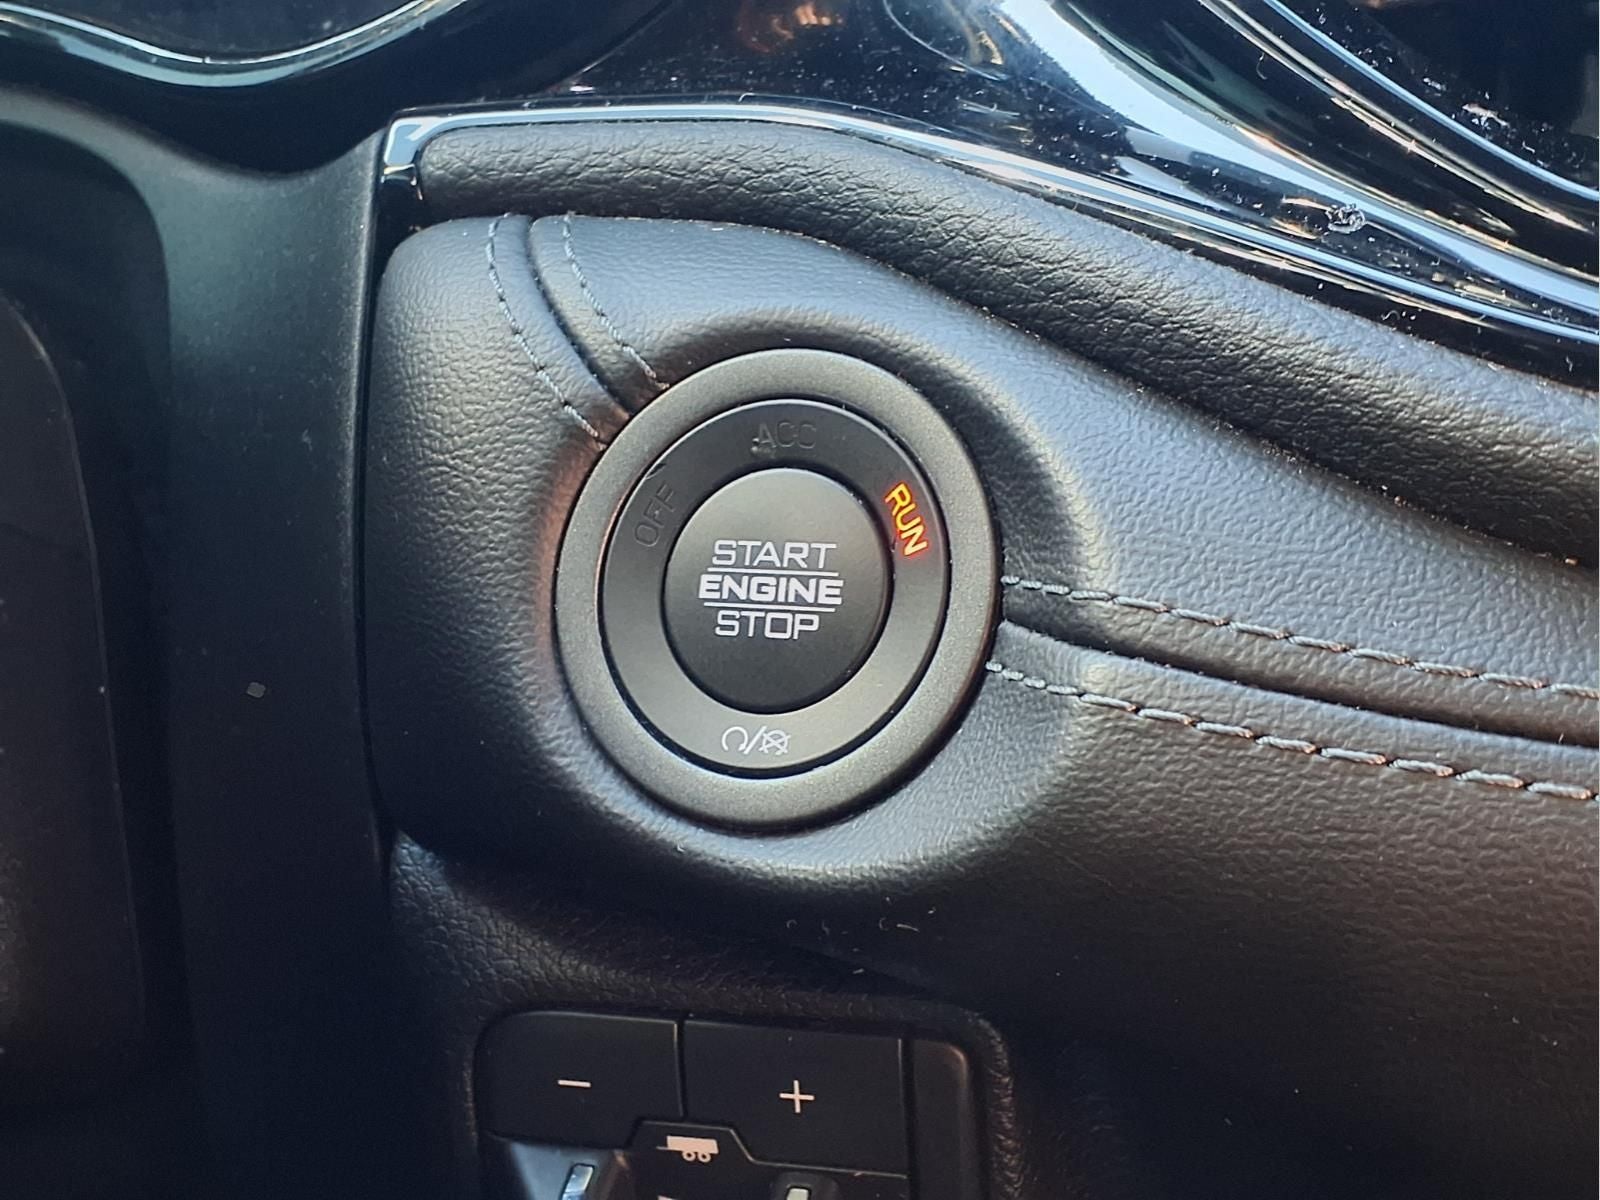 ACC
OFF
RUN
START
ENGINE
STOP
- +